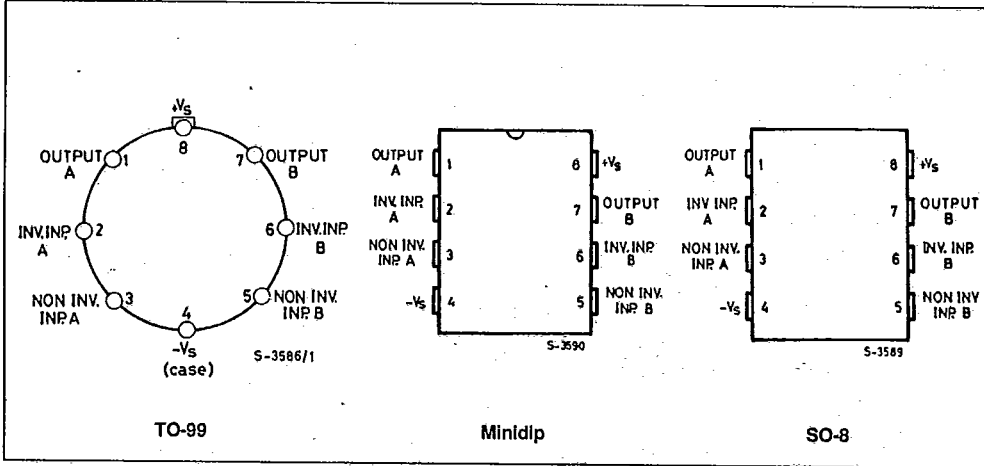 +VS
8
OUTPUT
A
1
7
OUTPUT
B
INV.INP.
A
2
6
INV.INP.
B
NON INV.
INP.A
3
5
NON INV.
INP.B
4
-VS
(case)
S-3586/1
TO-99
OUTPUT
A
1
8
+VS
INV. INP.
A
2
7
OUTPUT
B
NON INV.
INP. A
3
6
INV.INP.
B
-VS
4
5
NON INV.
INP. B
S-3590
Minidip
OUTPUT
A
1
8
+VS
INV INP.
A
2
7
OUTPUT
B
NON INV.
INP. A
3
6
INV. INP.
B
-VS
4
5
NON INV
INP. B
S-3589
SO-8